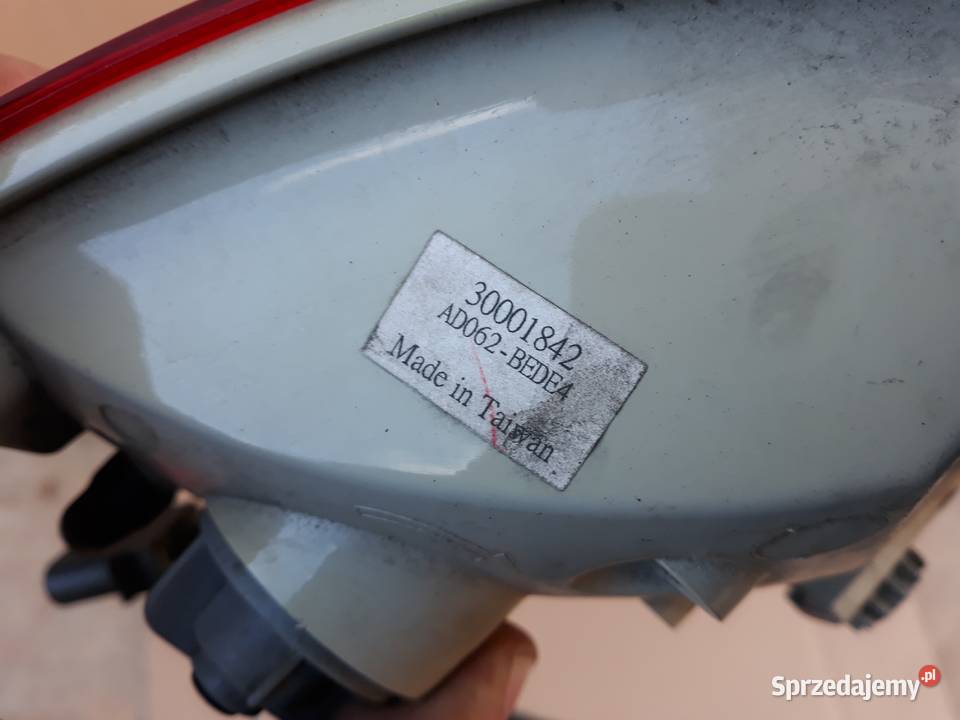 30001842
AD062-BEDE4
Made in Taiwan
Sprzedajemy.pl